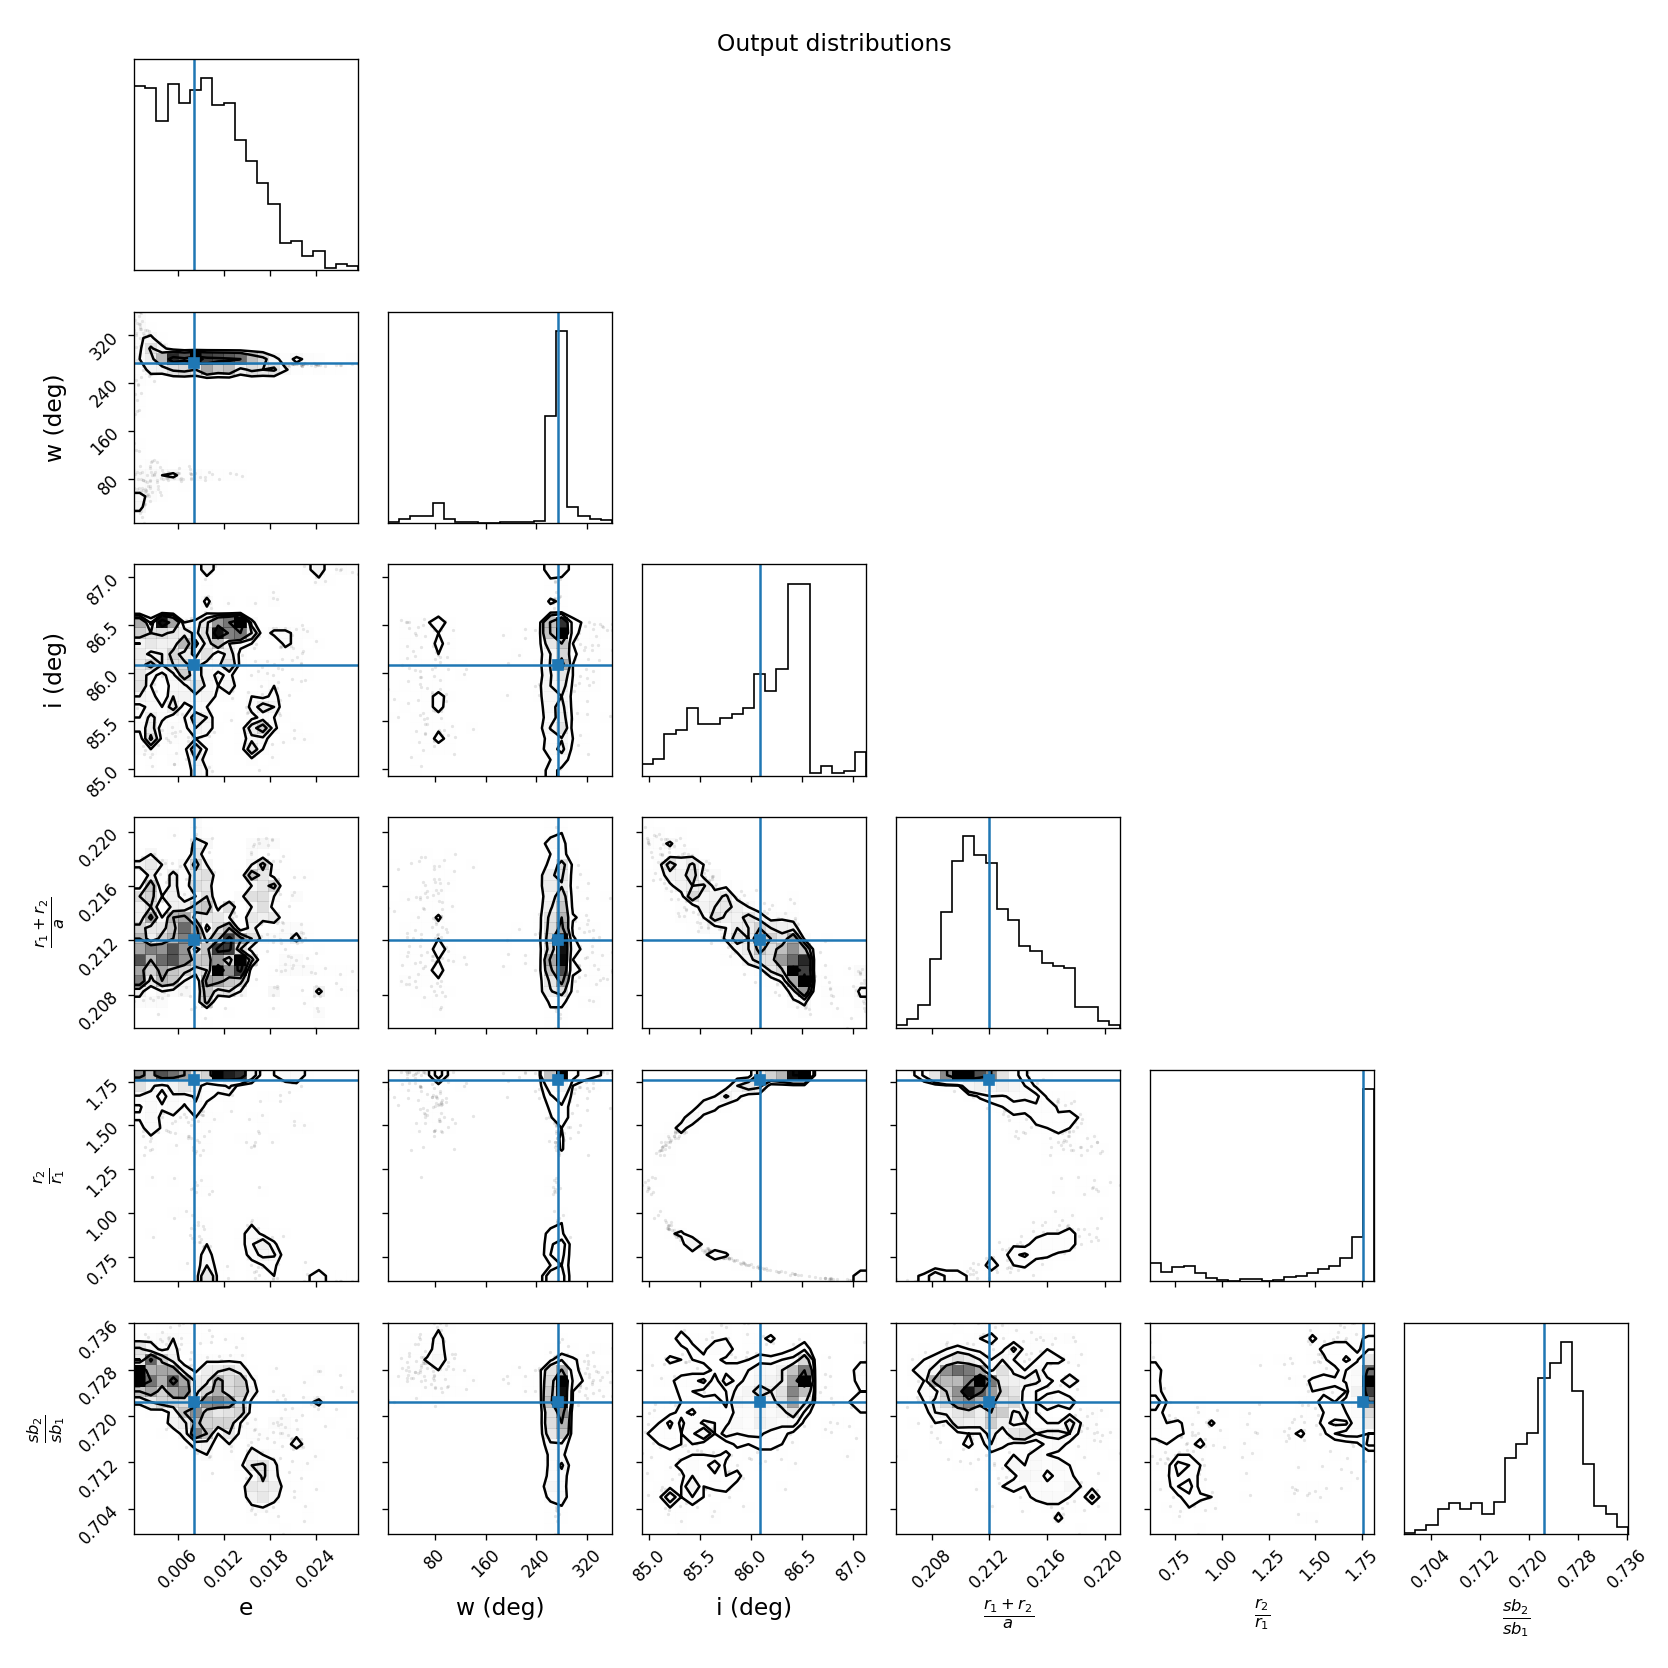 Output distributions
w (deg)
320
240
160
80
i (deg)
87.0
86.5
86.0
85.5
85.0
r₁ + r₂
a
0.220
0.216
0.212
0.208
r₂
r₁
1.75
1.50
1.25
1.00
0.75
sb₂
sb₁
0.736
0.728
0.720
0.712
0.704
0.006 0.012 0.018 0.024 80 160 240 320 85.0 85.5 86.0 86.5 87.0 0.208 0.212 0.216 0.220 0.75 1.00 1.25 1.50 1.75 0.704 0.712 0.720 0.728 0.736
e w (deg) i (deg) r₁ + r₂ r₂ sb₂
a r₁ sb₁